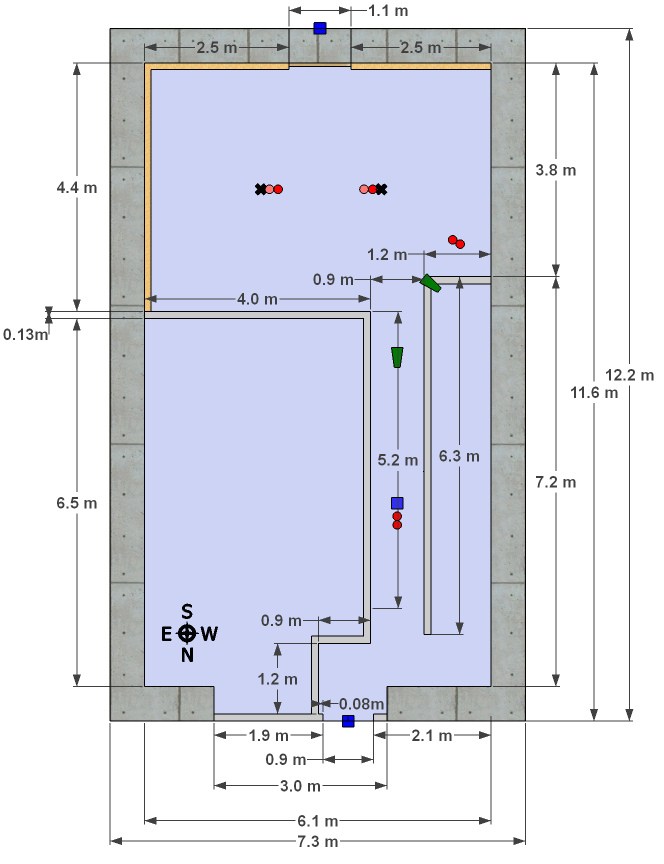 1.1 m
2.5 m
2.5 m
4.4 m
3.8 m
1.2 m
0.9 m
4.0 m
0.13m
12.2 m
11.6 m
5.2 m
6.3 m
7.2 m
6.5 m
S
E W
N
0.9 m
1.2 m
0.08m
1.9 m
2.1 m
0.9 m
3.0 m
6.1 m
7.3 m